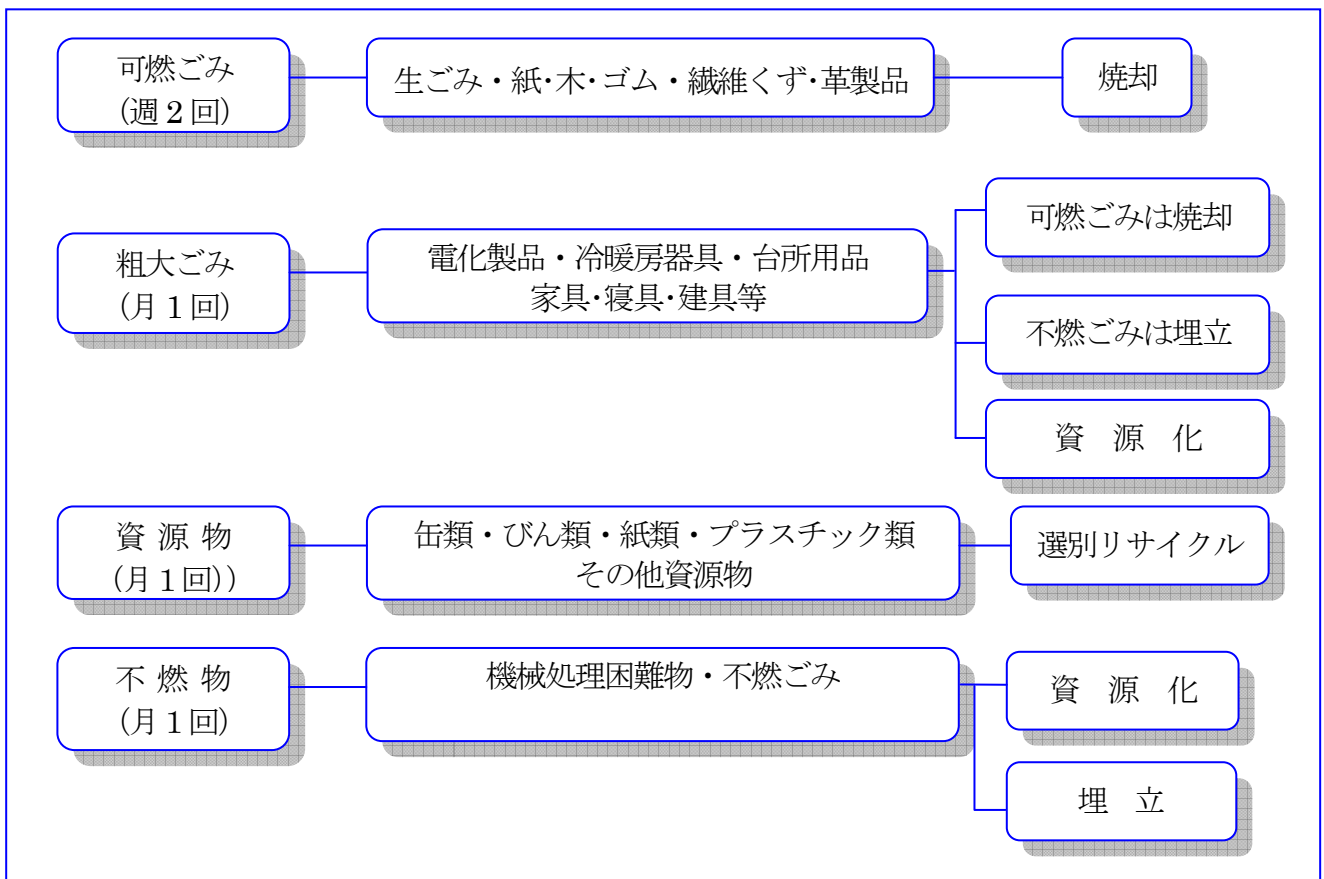 可燃ごみ
(週2回)
生ごみ・紙・木・ゴム・繊維くず・革製品
焼却
粗大ごみ
(月1回)
電化製品・冷暖房器具・台所用品
家具・寝具・建具等
可燃ごみは焼却
不燃ごみは埋立
資 源 化
資 源 物
(月1回))
缶類・びん類・紙類・プラスチック類
その他資源物
選別リサイクル
不 燃 物
(月1回)
機械処理困難物・不燃ごみ
資 源 化
埋 立